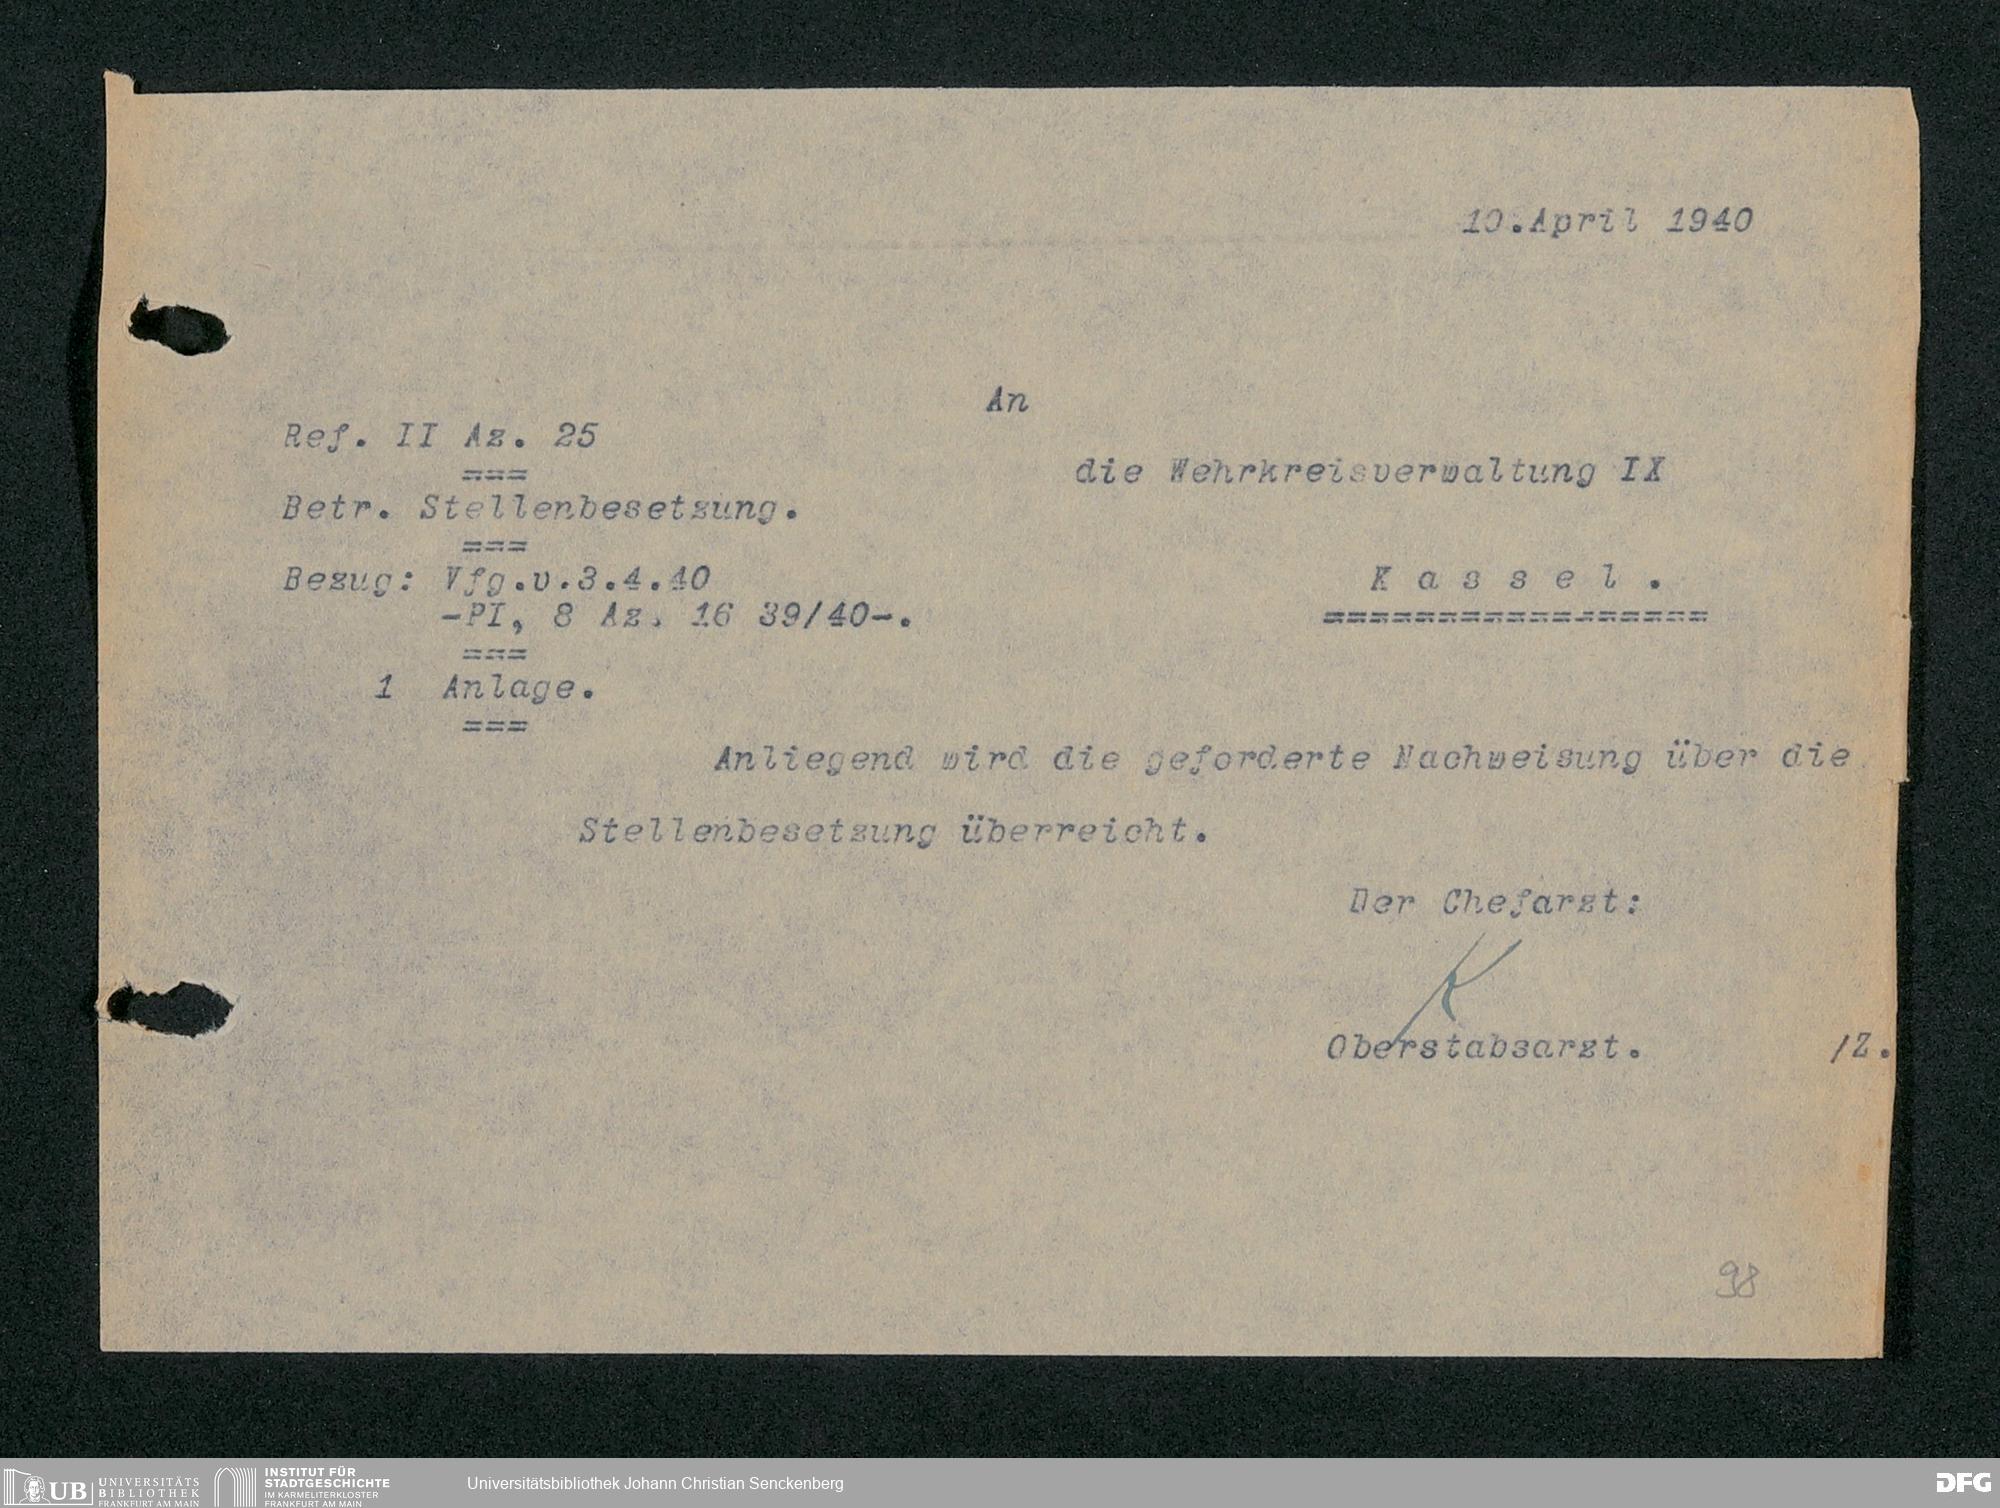 10.April 1940
An
Ref. II Az. 25
===
die Wehrkreisverwaltung IX
Betr. Stellenbesetzung.
===
Bezug: Vfg.v.3.4.40
K a s s e l .
-PI, 8 Az. 16 39/40-.
=================
===
1 Anlage.
===
Anliegend wird die geforderte Nachweisung über die
Stellenbesetzung überreicht.
Der Chefarzt:
K
Oberstabsarzt. /Z.
98
UB UNIVERSITÄTS
BIBLIOTHEK
FRANKFURT AM MAIN
INSTITUT FÜR
STADTGESCHICHTE
IM KARMELITERKLOSTER
FRANKFURT AM MAIN
Universitätsbibliothek Johann Christian Senckenberg
DFG